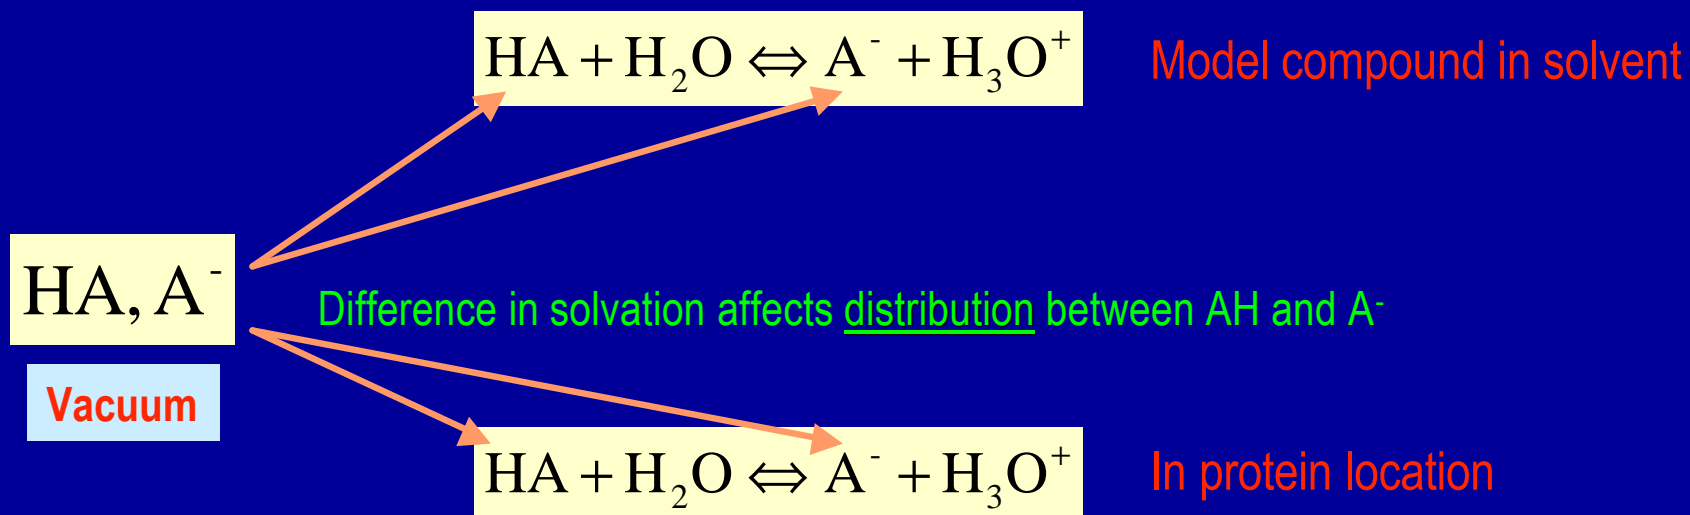 HA + H₂O ⇔ A⁻ + H₃O⁺
Model compound in solvent
HA, A⁻
Difference in solvation affects distribution between AH and A⁻
Vacuum
HA + H₂O ⇔ A⁻ + H₃O⁺
In protein location